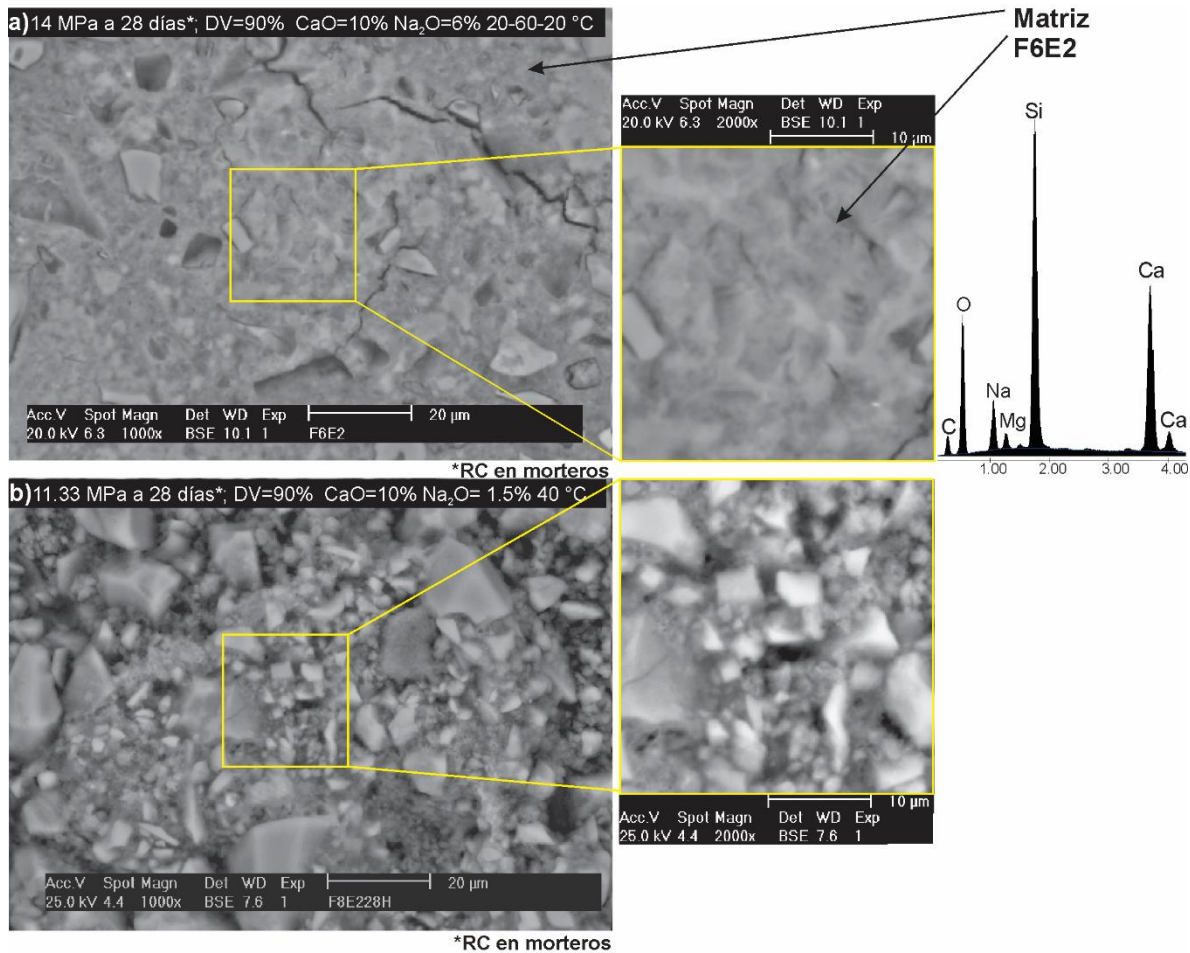 a)14 MPa a 28 días*; DV=90% CaO=10% Na₂O=6% 20-60-20 °C
Matriz
F6E2
Acc.V Spot Magn Det WD Exp
20.0 kV 6.3 2000x BSE 10.1 1 10 µm
Acc.V Spot Magn Det WD Exp 20 µm
20.0 kV 6.3 1000x BSE 10.1 1 F6E2
*RC en morteros
Si
Ca
O
Na
Mg
C
Ca
1.00 2.00 3.00 4.00
b)11.33 MPa a 28 días*; DV=90% CaO=10% Na₂O= 1.5% 40 °C
10 µm
Acc.V Spot Magn Det WD Exp
25.0 kV 4.4 2000x BSE 7.6 1
Acc.V Spot Magn Det WD Exp 20 µm
25.0 kV 4.4 1000x BSE 7.6 1 F8E228H
*RC en morteros